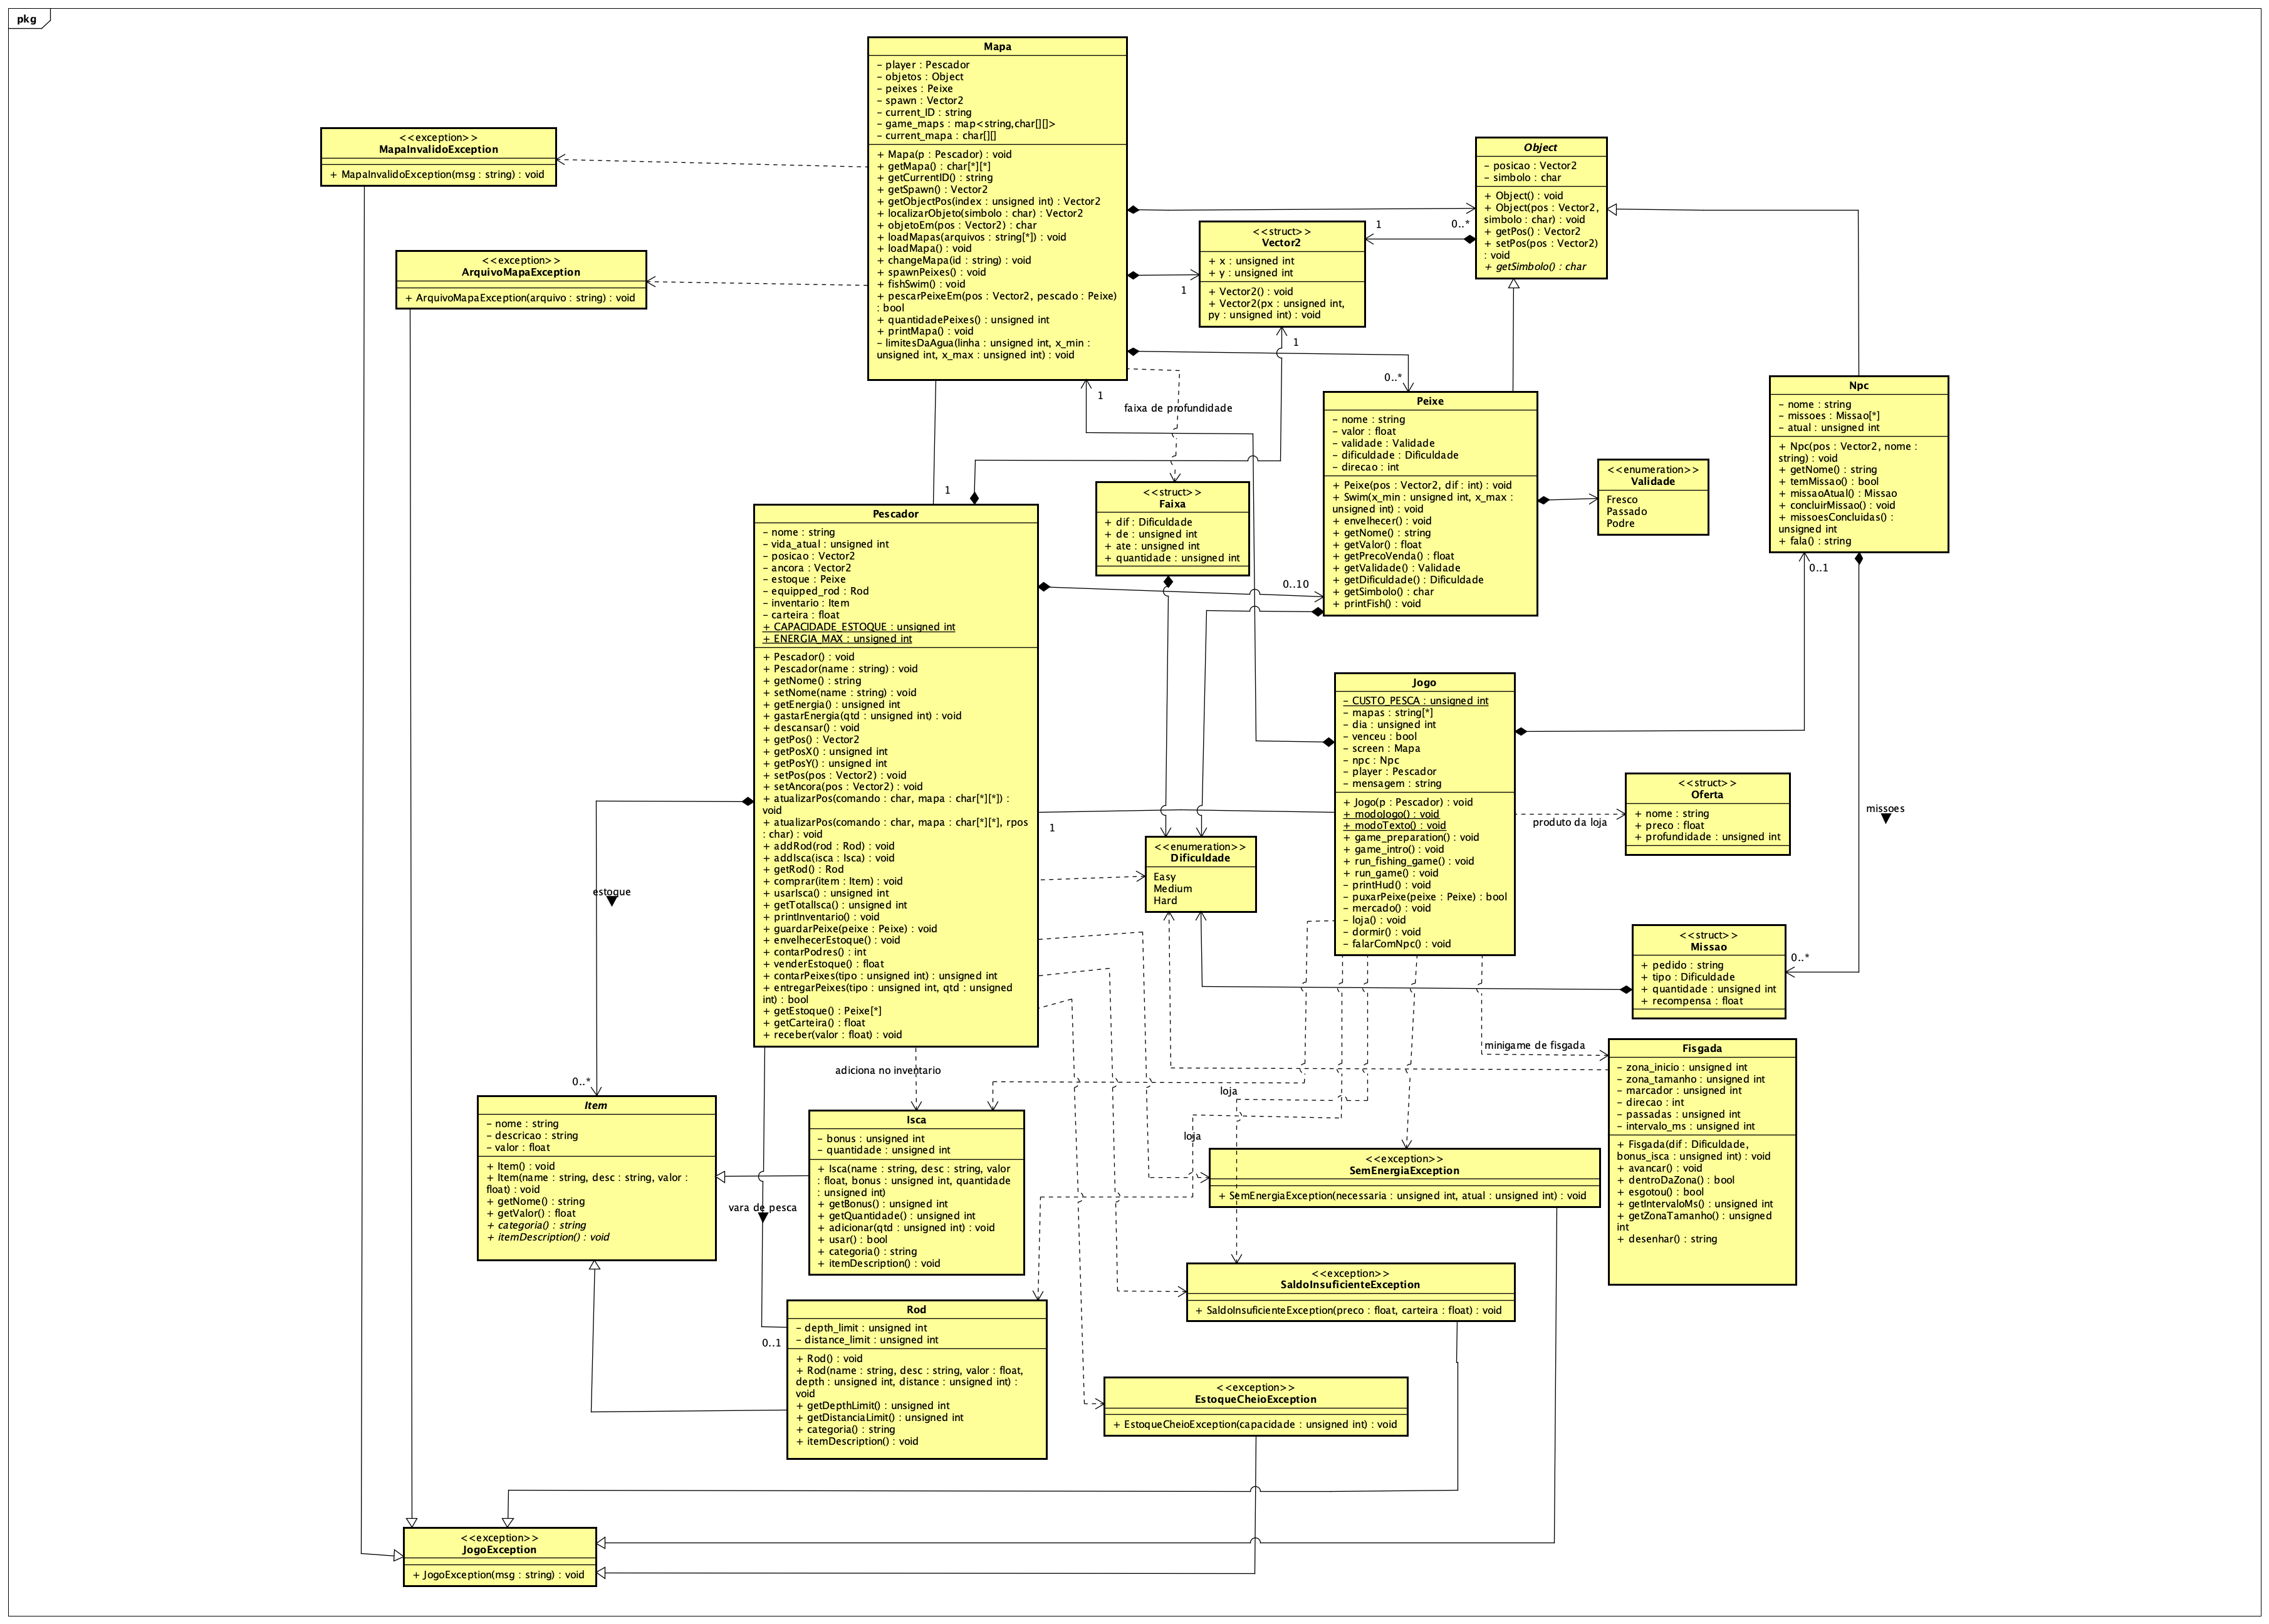 pkg
Mapa
– player : Pescador
– objetos : Object
– peixes : Peixe
– spawn : Vector2
– current_ID : string
– game_maps : map<string,char[][]>
– current_mapa : char[][]
+ Mapa(p : Pescador) : void
+ getMapa() : char[*][*]
+ getCurrentID() : string
+ getSpawn() : Vector2
+ getObjectPos(index : unsigned int) : Vector2
+ localizarObjeto(simbolo : char) : Vector2
+ objetoEm(pos : Vector2) : char
+ loadMapas(arquivos : string[*]) : void
+ loadMapa() : void
+ changeMapa(id : string) : void
+ spawnPeixes() : void
+ fishSwim() : void
+ pescarPeixeEm(pos : Vector2, pescado : Peixe)
: bool
+ quantidadePeixes() : unsigned int
+ printMapa() : void
– limitesDaAgua(linha : unsigned int, x_min :
unsigned int, x_max : unsigned int) : void
<<exception>>
MapaInvalidoException
+ MapaInvalidoException(msg : string) : void
<<exception>>
ArquivoMapaException
+ ArquivoMapaException(arquivo : string) : void
Object
– posicao : Vector2
– simbolo : char
+ Object() : void
+ Object(pos : Vector2,
simbolo : char) : void
+ getPos() : Vector2
+ setPos(pos : Vector2)
: void
+ getSimbolo() : char
1
0..*
<<struct>>
Vector2
+ x : unsigned int
+ y : unsigned int
+ Vector2() : void
+ Vector2(px : unsigned int,
py : unsigned int) : void
1
1
0..*
1
faixa de profundidade
Peixe
– nome : string
– valor : float
– validade : Validade
– dificuldade : Dificuldade
– direcao : int
+ Peixe(pos : Vector2, dif : int) : void
+ Swim(x_min : unsigned int, x_max :
unsigned int) : void
+ envelhecer() : void
+ getNome() : string
+ getValor() : float
+ getPrecoVenda() : float
+ getValidade() : Validade
+ getDificuldade() : Dificuldade
+ getSimbolo() : char
+ printFish() : void
<<enumeration>>
Validade
Fresco
Passado
Podre
Npc
– nome : string
– missoes : Missao[*]
– atual : unsigned int
+ Npc(pos : Vector2, nome :
string) : void
+ getNome() : string
+ temMissao() : bool
+ missaoAtual() : Missao
+ concluirMissao() : void
+ missoesConcluidas() :
unsigned int
+ fala() : string
0..1
<<struct>>
Faixa
+ dif : Dificuldade
+ de : unsigned int
+ ate : unsigned int
+ quantidade : unsigned int
1
0..10
Pescador
– nome : string
– vida_atual : unsigned int
– posicao : Vector2
– ancora : Vector2
– estoque : Peixe
– equipped_rod : Rod
– inventario : Item
– carteira : float
+ CAPACIDADE_ESTOQUE : unsigned int
+ ENERGIA_MAX : unsigned int
+ Pescador() : void
+ Pescador(name : string) : void
+ getNome() : string
+ setNome(name : string) : void
+ getEnergia() : unsigned int
+ gastarEnergia(qtd : unsigned int) : void
+ descansar() : void
+ getPos() : Vector2
+ getPosX() : unsigned int
+ getPosY() : unsigned int
+ setPos(pos : Vector2) : void
+ setAncora(pos : Vector2) : void
+ atualizarPos(comando : char, mapa : char[*][*]) :
void
+ atualizarPos(comando : char, mapa : char[*][*], rpos
: char) : void
+ addRod(rod : Rod) : void
+ addIsca(isca : Isca) : void
+ getRod() : Rod
+ comprar(item : Item) : void
+ usarIsca() : unsigned int
+ getTotalIsca() : unsigned int
+ printInventario() : void
+ guardarPeixe(peixe : Peixe) : void
+ envelhecerEstoque() : void
+ contarPodres() : int
+ venderEstoque() : float
+ contarPeixes(tipo : unsigned int) : unsigned int
+ entregarPeixes(tipo : unsigned int, qtd : unsigned
int) : bool
+ getEstoque() : Peixe[*]
+ getCarteira() : float
+ receber(valor : float) : void
1
Jogo
– CUSTO_PESCA : unsigned int
– mapas : string[*]
– dia : unsigned int
– venceu : bool
– screen : Mapa
– npc : Npc
– player : Pescador
– mensagem : string
+ Jogo(p : Pescador) : void
+ modoJogo() : void
+ modoTexto() : void
+ game_preparation() : void
+ game_intro() : void
+ run_fishing_game() : void
+ run_game() : void
– printHud() : void
– puxarPeixe(peixe : Peixe) : bool
– mercado() : void
– loja() : void
– dormir() : void
– falarComNpc() : void
<<struct>>
Oferta
+ nome : string
+ preco : float
+ profundidade : unsigned int
produto da loja
missoes
<<enumeration>>
Dificuldade
Easy
Medium
Hard
estoque
<<struct>>
Missao
+ pedido : string
+ tipo : Dificuldade
+ quantidade : unsigned int
+ recompensa : float
0..*
minigame de fisgada
Fisgada
– zona_inicio : unsigned int
– zona_tamanho : unsigned int
– marcador : unsigned int
– direcao : int
– passadas : unsigned int
– intervalo_ms : unsigned int
+ Fisgada(dif : Dificuldade,
bonus_isca : unsigned int) : void
+ avancar() : void
+ dentroDaZona() : bool
+ esgotou() : bool
+ getIntervaloMs() : unsigned int
+ getZonaTamanho() : unsigned
int
+ desenhar() : string
adiciona no inventario
0..*
Item
– nome : string
– descricao : string
– valor : float
+ Item() : void
+ Item(name : string, desc : string, valor :
float) : void
+ getNome() : string
+ getValor() : float
+ categoria() : string
+ itemDescription() : void
Isca
– bonus : unsigned int
– quantidade : unsigned int
+ Isca(name : string, desc : string, valor
: float, bonus : unsigned int, quantidade
: unsigned int)
+ getBonus() : unsigned int
+ getQuantidade() : unsigned int
+ adicionar(qtd : unsigned int) : void
+ usar() : bool
+ categoria() : string
+ itemDescription() : void
loja
loja
vara de pesca
<<exception>>
SemEnergiaException
+ SemEnergiaException(necessaria : unsigned int, atual : unsigned int) : void
<<exception>>
SaldoInsuficienteException
+ SaldoInsuficienteException(preco : float, carteira : float) : void
0..1
Rod
– depth_limit : unsigned int
– distance_limit : unsigned int
+ Rod() : void
+ Rod(name : string, desc : string, valor : float,
depth : unsigned int, distance : unsigned int) :
void
+ getDepthLimit() : unsigned int
+ getDistanciaLimit() : unsigned int
+ categoria() : string
+ itemDescription() : void
<<exception>>
EstoqueCheioException
+ EstoqueCheioException(capacidade : unsigned int) : void
<<exception>>
JogoException
+ JogoException(msg : string) : void